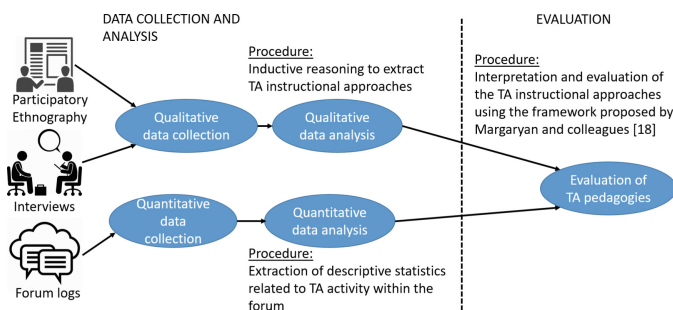 DATA COLLECTION AND
ANALYSIS
EVALUATION
Procedure:
Inductive reasoning to extract
TA instructional approaches
Procedure:
Interpretation and evaluation of
the TA instructional approaches
using the framework proposed by
Margaryan and colleagues [18]
Participatory
Ethnography
Qualitative
data collection
Qualitative
data analysis
Interviews
Evaluation of
TA pedagogies
Quantitative
data
collection
Quantitative
data analysis
Forum logs
Procedure:
Extraction of descriptive statistics
related to TA activity within the
forum